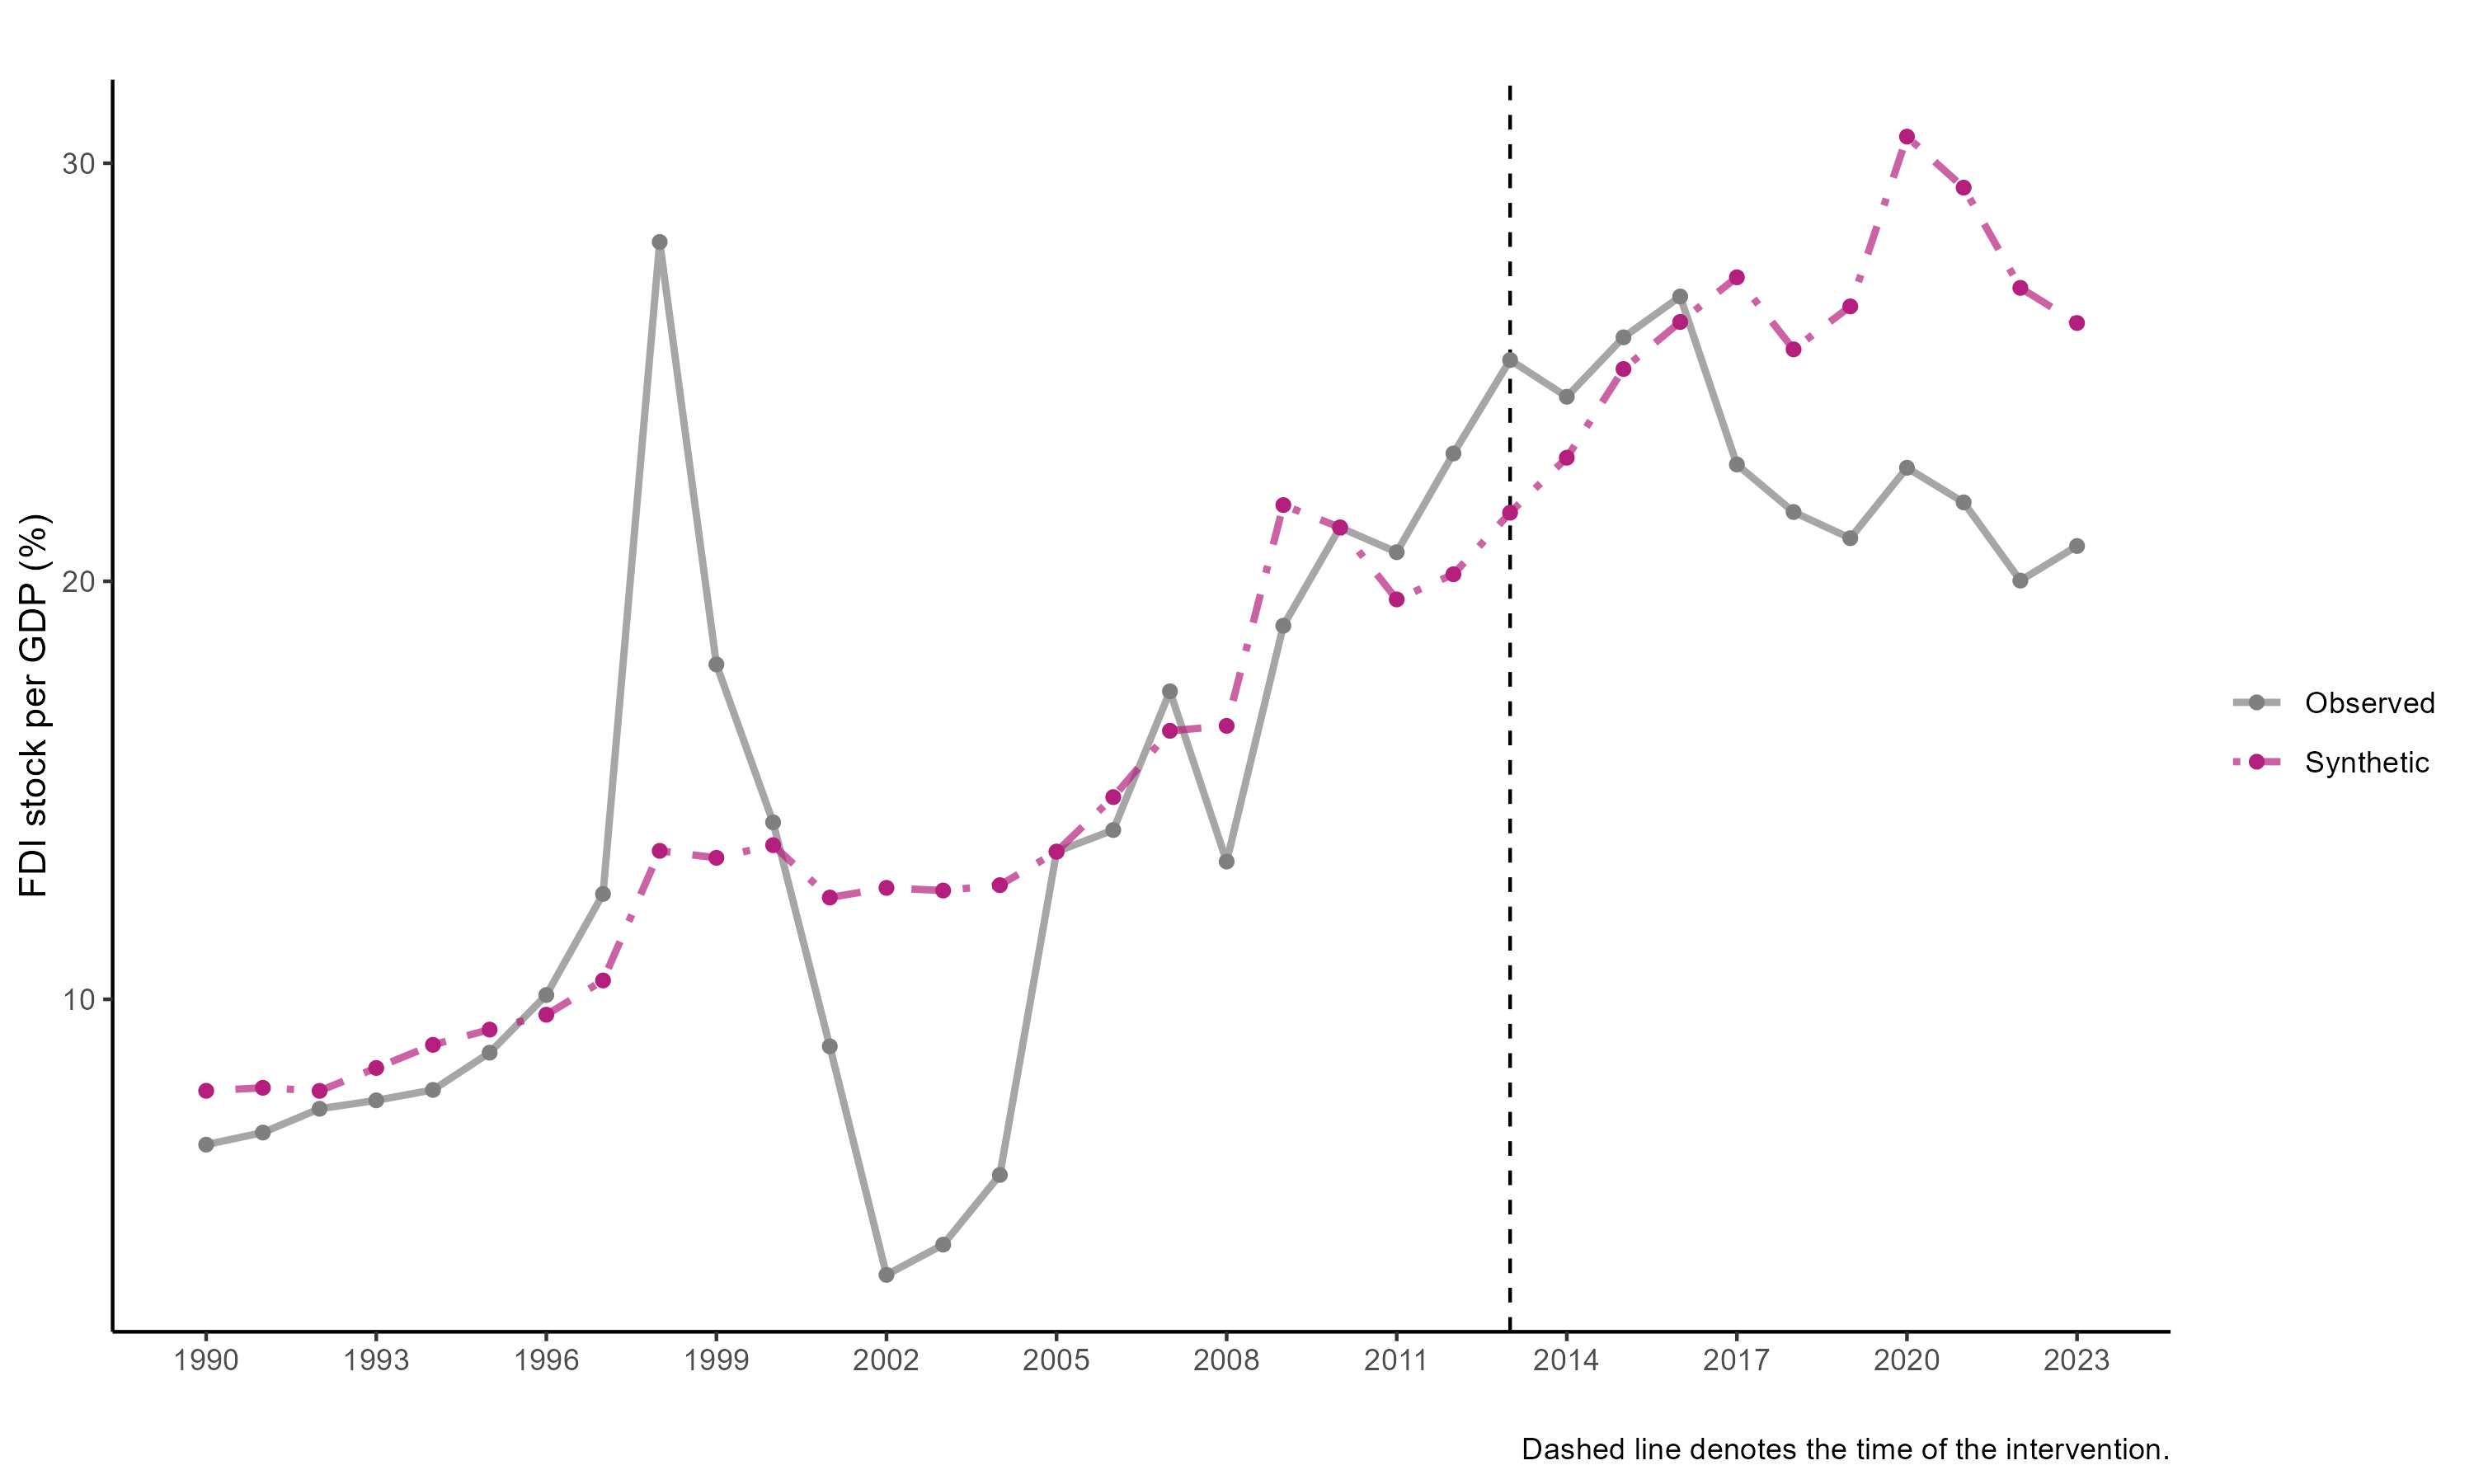 FDI stock per GDP (%)
30
20
10
1990 1993 1996 1999 2002 2005 2008 2011 2014 2017 2020 2023
Observed
Synthetic
Dashed line denotes the time of the intervention.